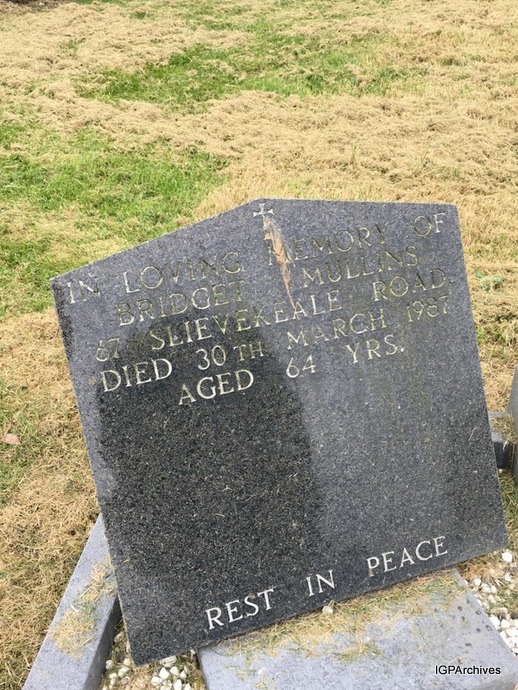 IN LOVING MEMORY OF
BRIDGET MULLINS
67 SLIEVEKEALE ROAD
DIED 30TH MARCH 1987
AGED 64 YRS.
REST IN PEACE
IGPArchives